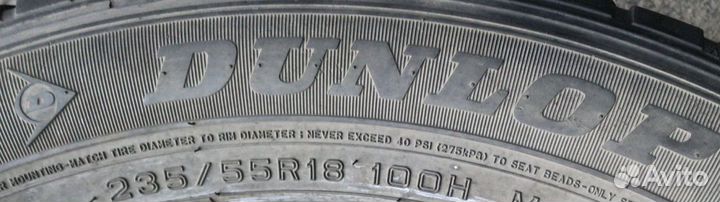 D DUNLOP
MOUNTING-MATCH TIRE DIAMETER TO RIM DIAMETER ; NEVER EXCEED 40 PSI (275kPa) TO SEAT BEADS-ONLY
235/55R18 100H
Avito